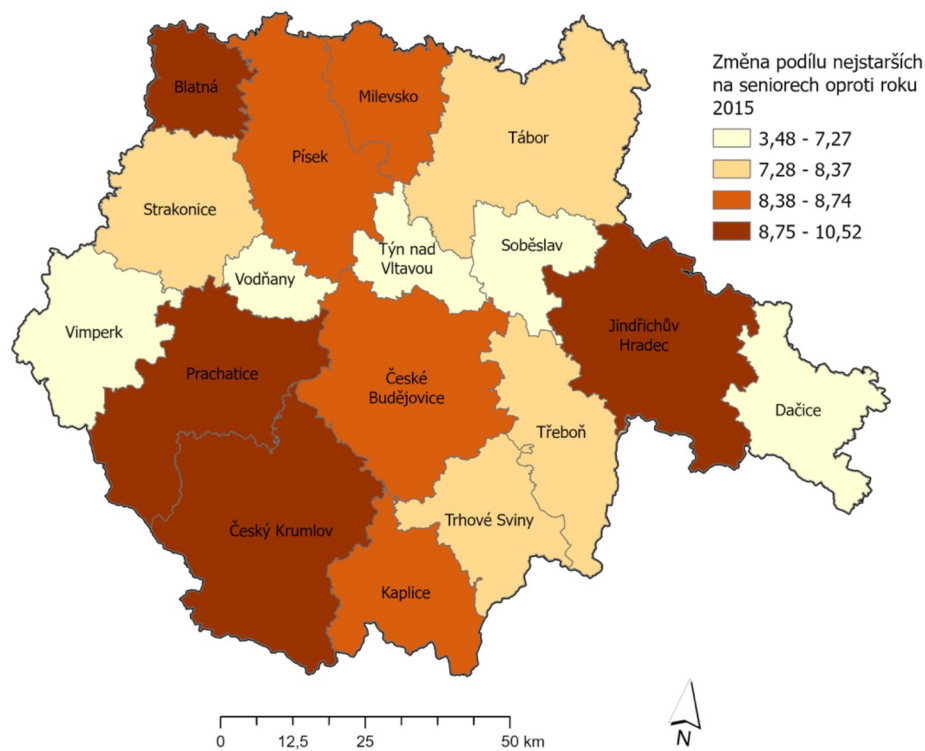 Změna podílu nejstarších
na seniorech oproti roku
2015
3,48 - 7,27
7,28 - 8,37
8,38 - 8,74
8,75 - 10,52
Blatná
Milevsko
Písek
Tábor
Strakonice
Týn nad
Vltavou
Soběslav
Vodňany
Vimperk
Jindřichův
Hradec
Prachatice
České
Budějovice
Dačice
Třeboň
Trhové Sviny
Český Krumlov
Kaplice
0 12,5 25 50 km
N